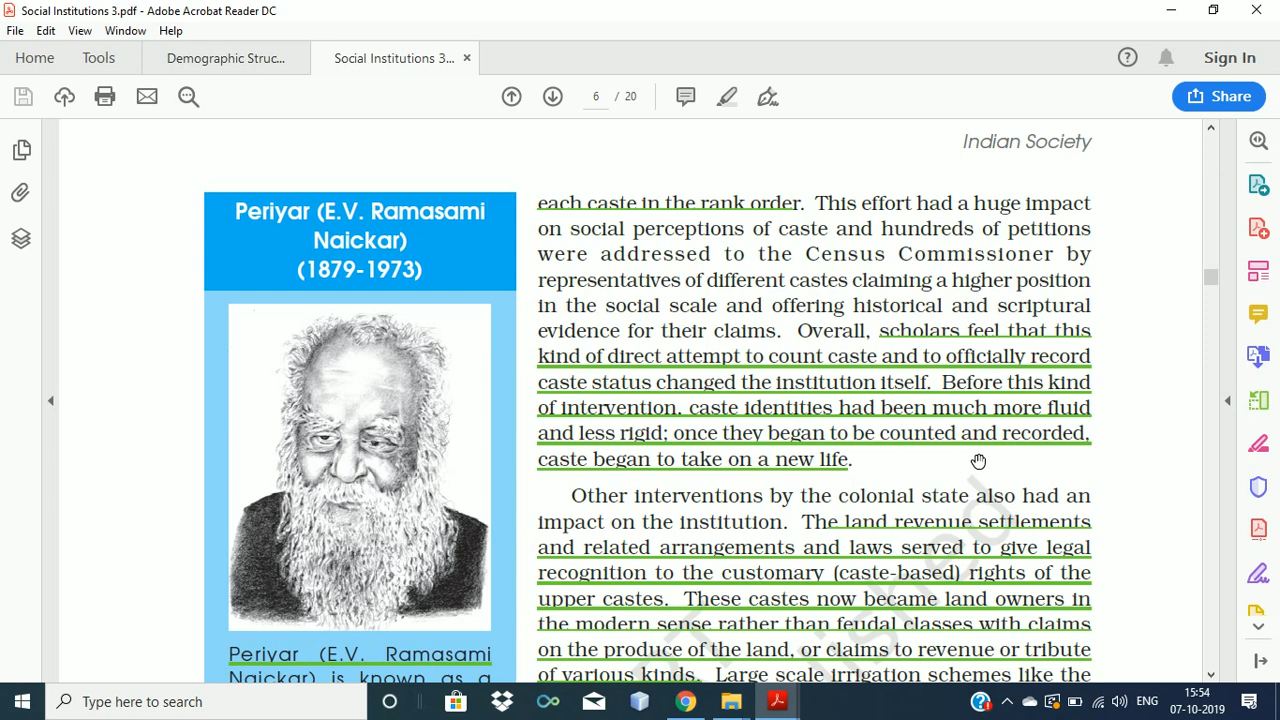 Social Institutions 3.pdf - Adobe Acrobat Reader DC
File Edit View Window Help
Home Tools Demographic Struc... Social Institutions 3... × Sign In
6 / 20 Share
Indian Society
Periyar (E.V. Ramasami
Naickar)
(1879-1973)
Periyar (E.V. Ramasami
Naickar) is known as a
each caste in the rank order. This effort had a huge impact
on social perceptions of caste and hundreds of petitions
were addressed to the Census Commissioner by
representatives of different castes claiming a higher position
in the social scale and offering historical and scriptural
evidence for their claims. Overall, scholars feel that this
kind of direct attempt to count caste and to officially record
caste status changed the institution itself. Before this kind
of intervention, caste identities had been much more fluid
and less rigid; once they began to be counted and recorded,
caste began to take on a new life.
Other interventions by the colonial state also had an
impact on the institution. The land revenue settlements
and related arrangements and laws served to give legal
recognition to the customary (caste-based) rights of the
upper castes. These castes now became land owners in
the modern sense rather than feudal classes with claims
on the produce of the land, or claims to revenue or tribute
of various kinds. Large scale irrigation schemes like the
Type here to search
ENG
15:54
07-10-2019